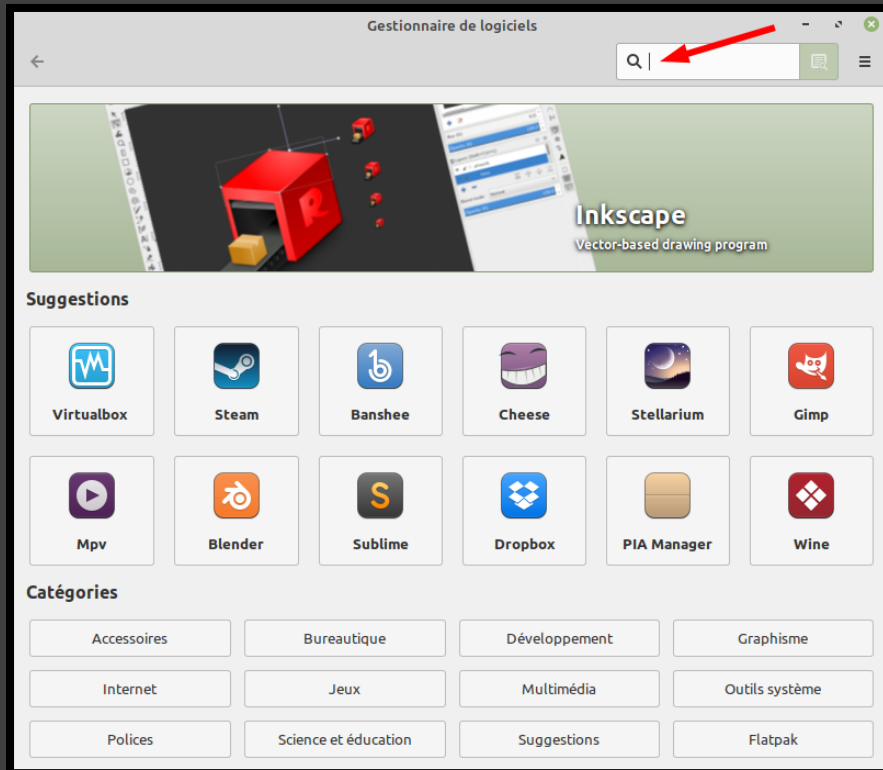 Gestionnaire de logiciels
Inkscape
Vector-based drawing program
Suggestions
Virtualbox
Steam
Banshee
Cheese
Stellarium
Gimp
Mpv
Blender
Sublime
Dropbox
PIA Manager
Wine
Catégories
Accessoires
Bureautique
Développement
Graphisme
Internet
Jeux
Multimédia
Outils système
Polices
Science et éducation
Suggestions
Flatpak